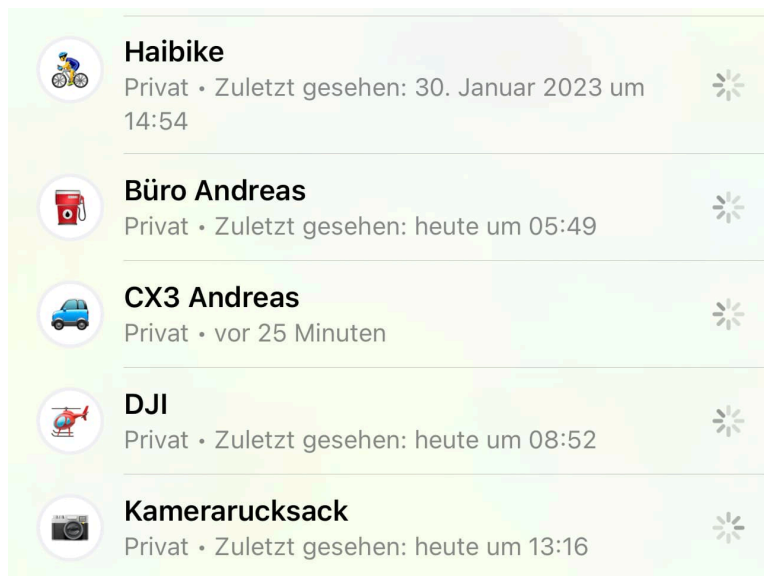 Haibike
Privat • Zuletzt gesehen: 30. Januar 2023 um
14:54
Büro Andreas
Privat • Zuletzt gesehen: heute um 05:49
CX3 Andreas
Privat • vor 25 Minuten
DJI
Privat • Zuletzt gesehen: heute um 08:52
Kamerarucksack
Privat • Zuletzt gesehen: heute um 13:16